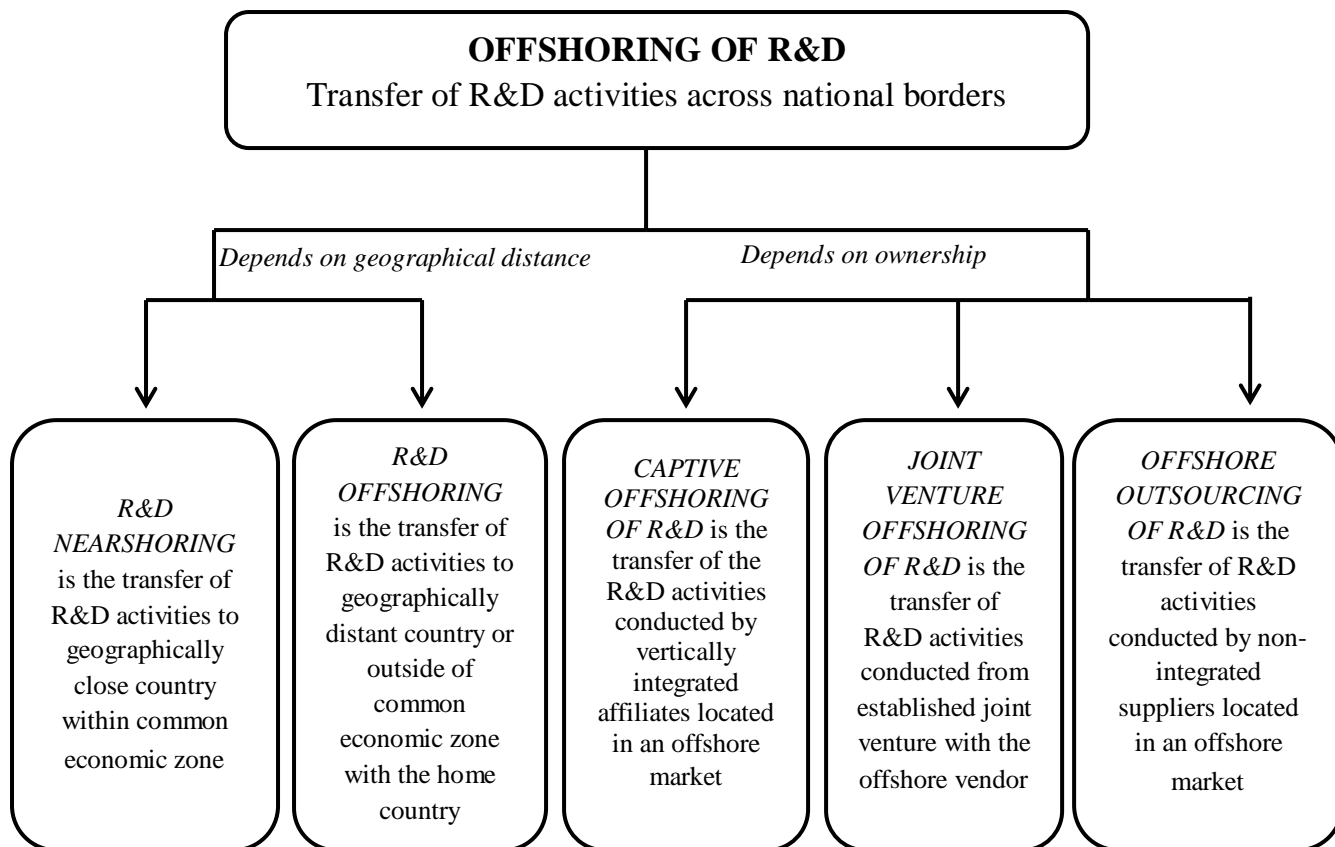 OFFSHORING OF R&D
Transfer of R&D activities across national borders
Depends on geographical distance
Depends on ownership
R&D
NEARSHORING
is the transfer of
R&D activities to
geographically
close country
within common
economic zone
R&D
OFFSHORING
is the transfer of
R&D activities to
geographically
distant country or
outside of
common
economic zone
with the home
country
CAPTIVE
OFFSHORING
OF R&D is the
transfer of the
R&D activities
conducted by
vertically
integrated
affiliates located
in an offshore
market
JOINT
VENTURE
OFFSHORING
OF R&D is the
transfer of
R&D activities
conducted from
established joint
venture with the
offshore vendor
OFFSHORE
OUTSOURCING
OF R&D is the
transfer of R&D
activities
conducted by non-
integrated
suppliers located
in an offshore
market